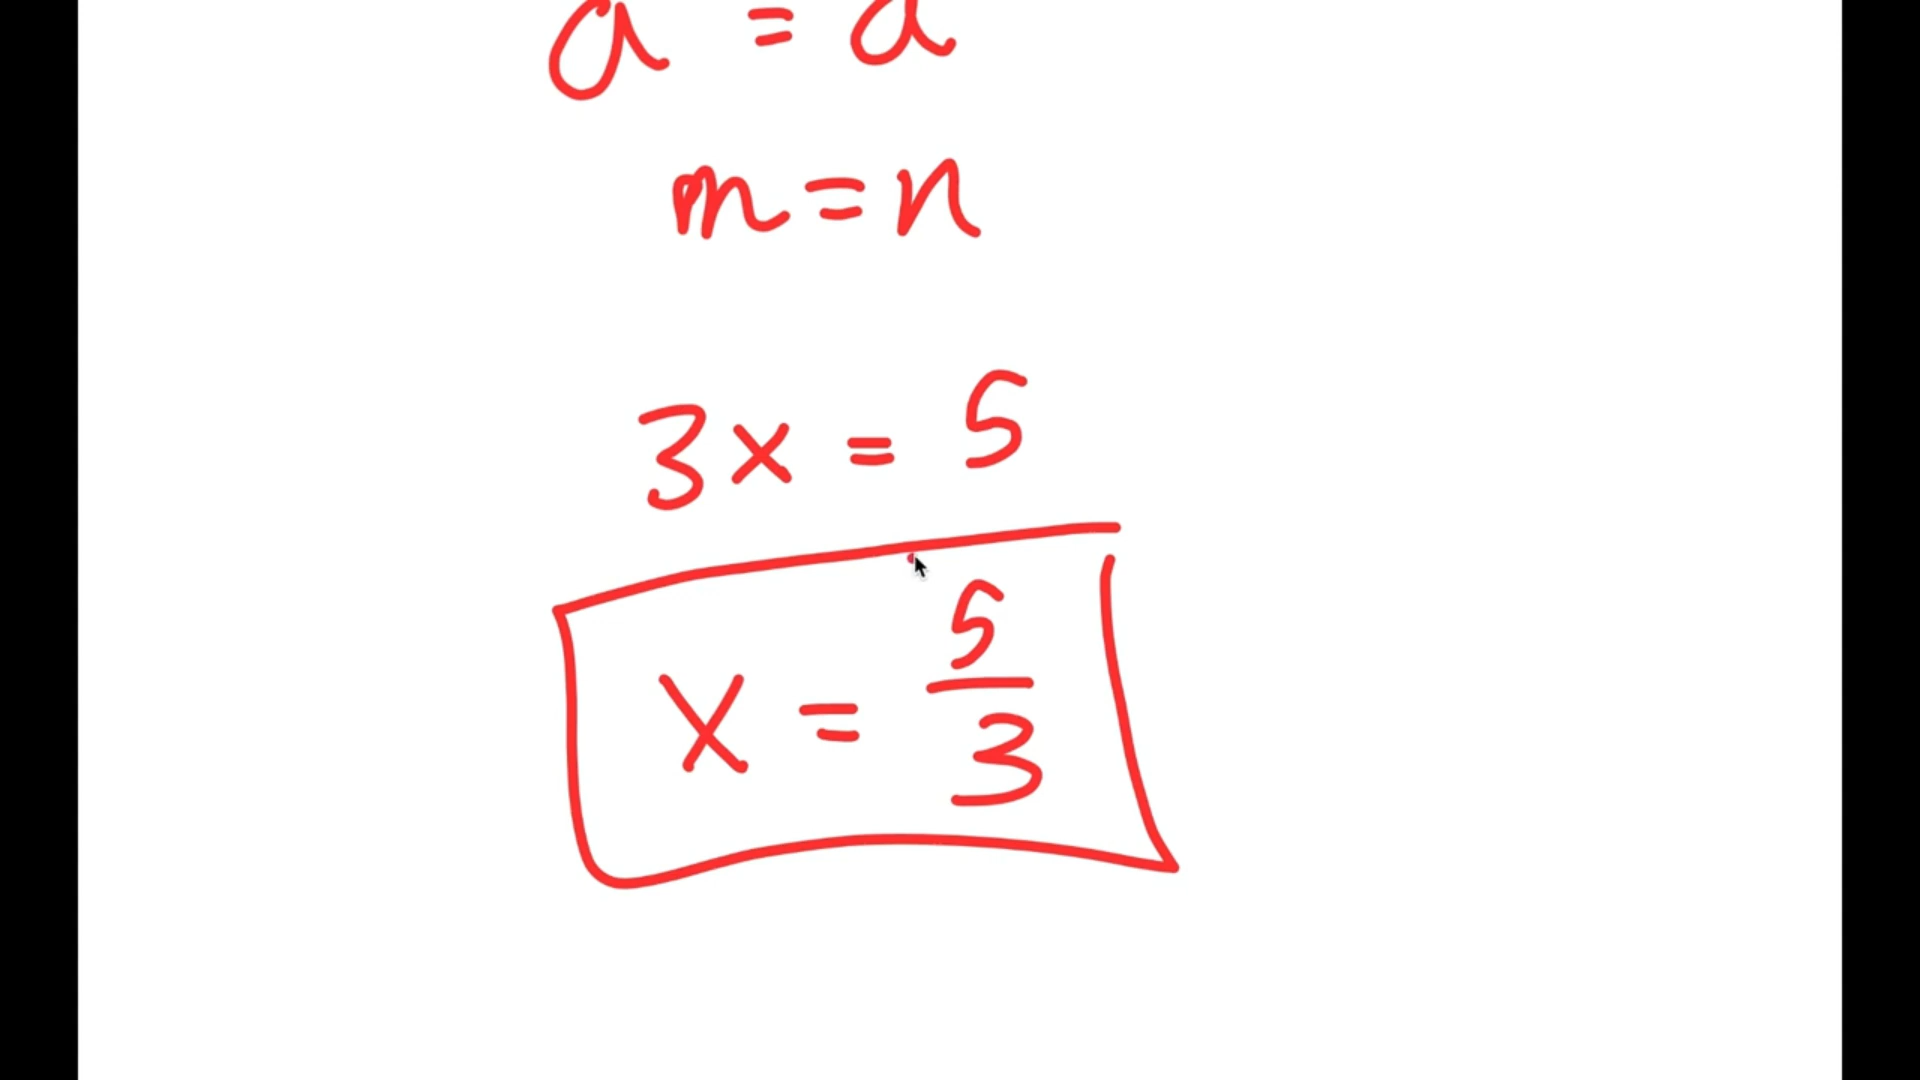 a = a
m = n
3x = 5
x = 5/3